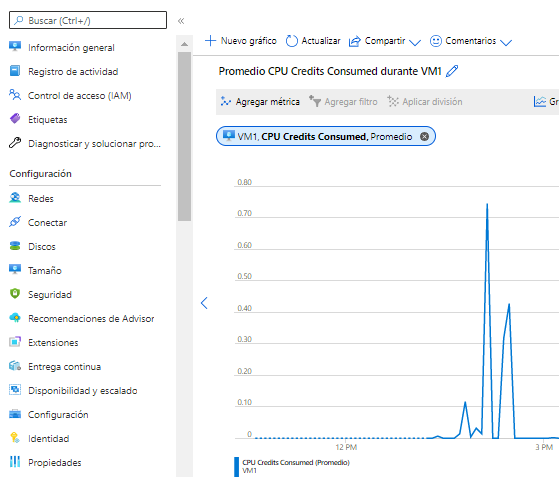 Buscar (Ctrl+/)
«
Información general
Registro de actividad
Control de acceso (IAM)
Etiquetas
Diagnosticar y solucionar pro...
Configuración
Redes
Conectar
Discos
Tamaño
Seguridad
Recomendaciones de Advisor
Extensiones
Entrega continua
Disponibilidad y escalado
Configuración
Identidad
Propiedades
Nuevo gráfico Actualizar Compartir Comentarios
Promedio CPU Credits Consumed durante VM1
Agregar métrica Agregar filtro Aplicar división Gr
VM1, CPU Credits Consumed, Promedio
0.80
0.70
0.60
0.50
0.40
0.30
0.20
0.10
0
12 PM 3 PM
CPU Credits Consumed (Promedio)
VM1